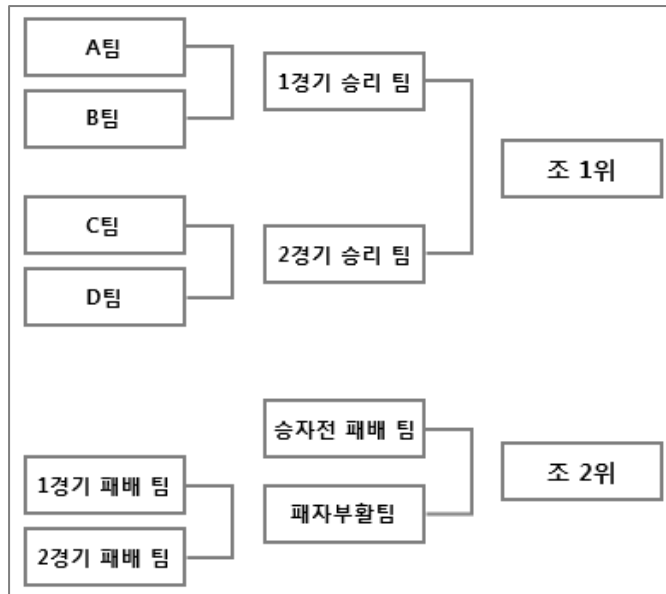 A팀
B팀
1경기 승리 팀
조 1위
C팀
D팀
2경기 승리 팀
승자전 패배 팀
1경기 패배 팀
조 2위
패자부활팀
2경기 패배 팀